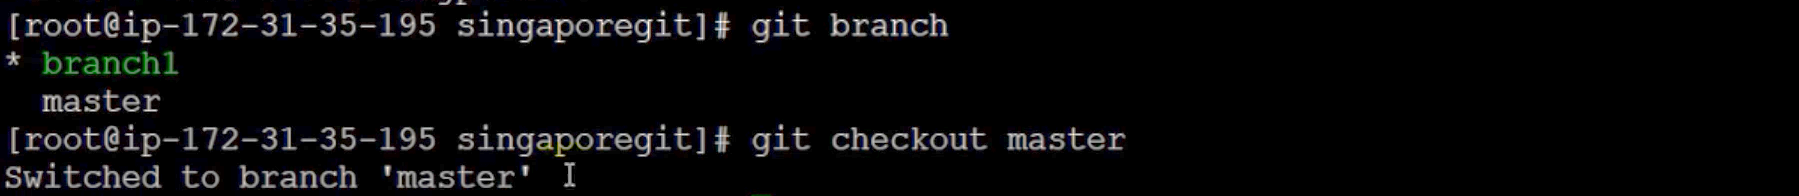 [root@ip-172-31-35-195 singaporegit]# git branch
* branch1
  master
[root@ip-172-31-35-195 singaporegit]# git checkout master
Switched to branch 'master'